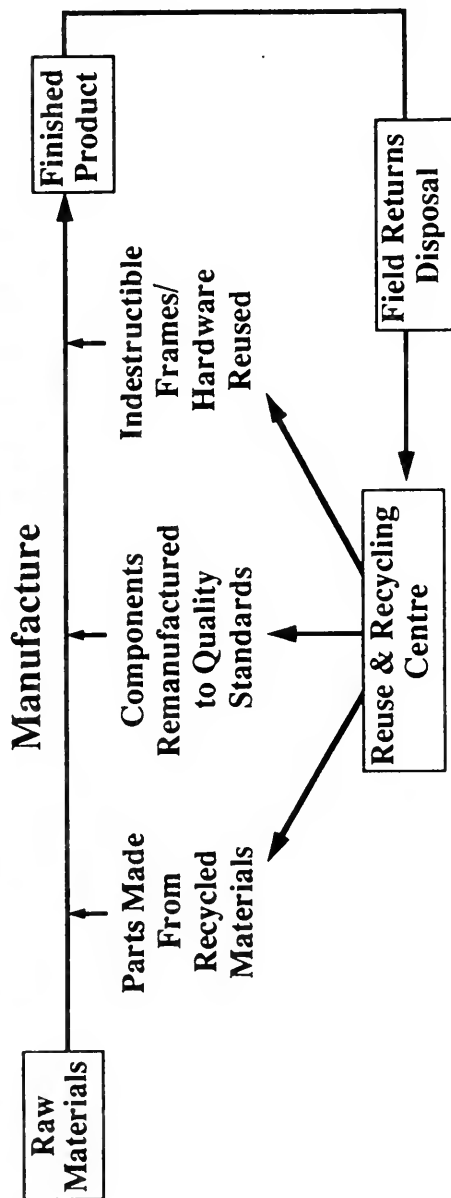 Manufacture
Raw
Materials
Finished
Product
Parts Made
From
Recycled
Materials
Components
Remanufactured
to Quality
Standards
Indestructible
Frames/
Hardware
Reused
Reuse & Recycling
Centre
Field Returns
Disposal